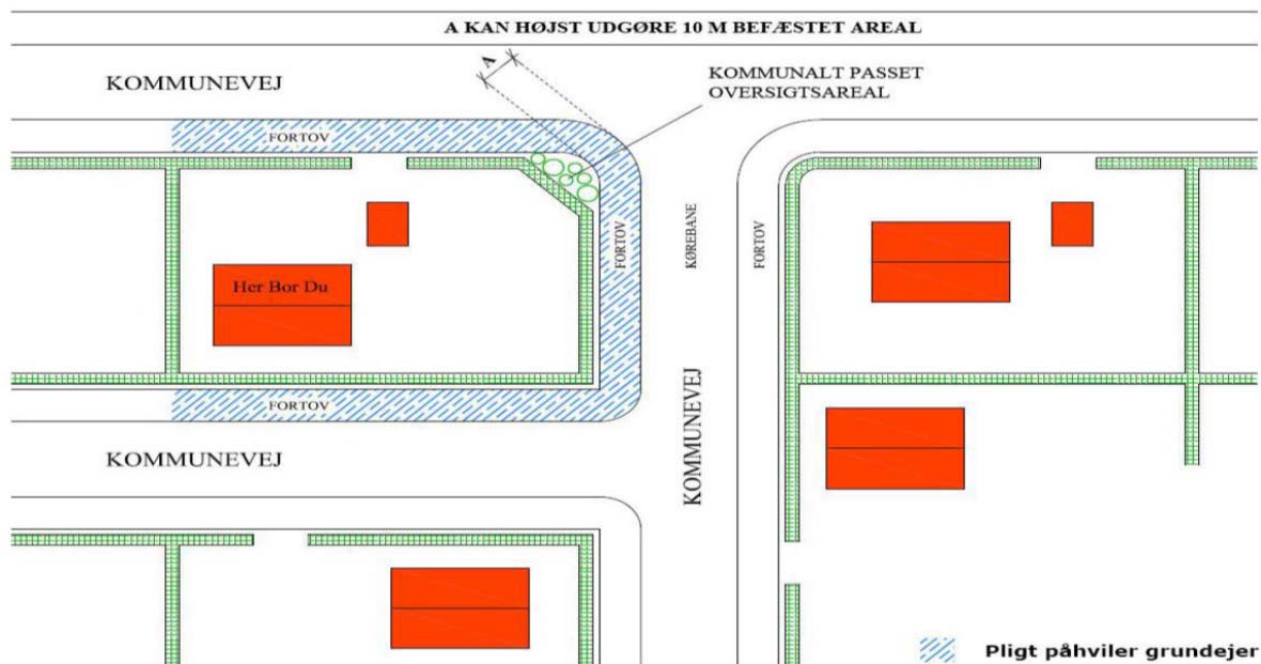 A KAN HØJST UDGØRE 10 M BEFÆSTET AREAL
A
KOMMUNEVEJ
KOMMUNALT PASSET
OVERSIGTSAREAL
FORTOV
FORTOV
KØREBANE
FORTOV
Her Bor Du
KOMMUNEVEJ
FORTOV
KOMMUNEVEJ
Pligt påhviler grundejer